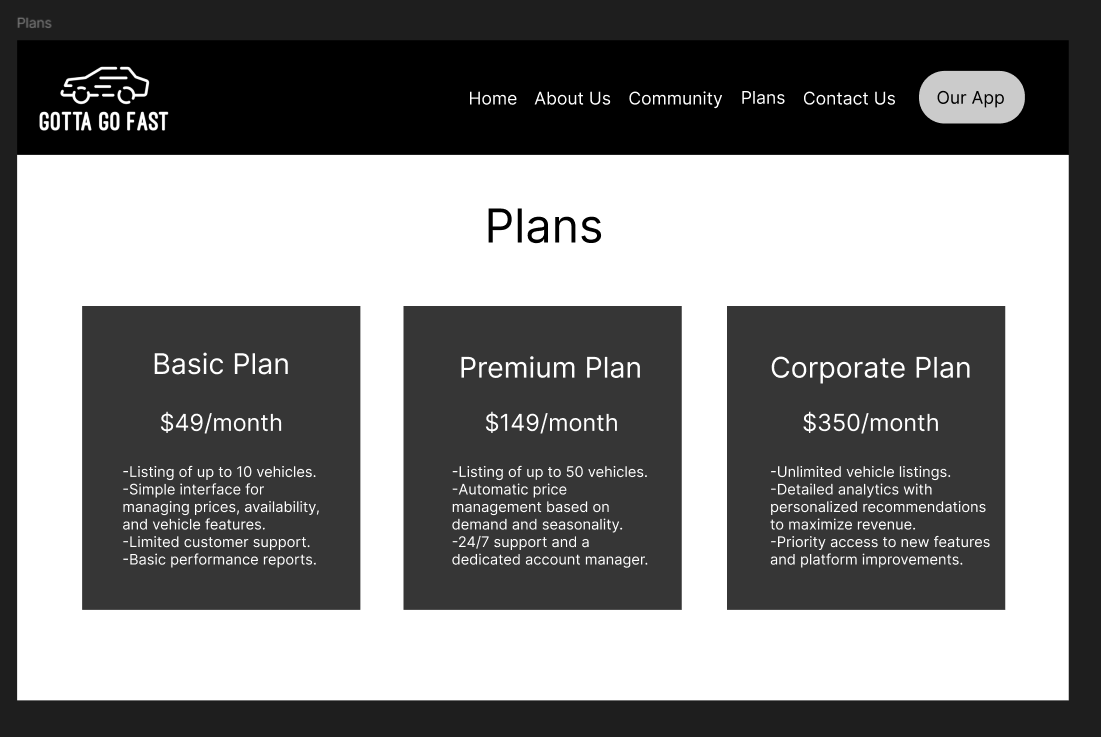 Plans
GOTTA GO FAST
Home About Us Community Plans Contact Us Our App
Plans
Basic Plan
$49/month
-Listing of up to 10 vehicles.
-Simple interface for
managing prices, availability,
and vehicle features.
-Limited customer support.
-Basic performance reports.
Premium Plan
$149/month
-Listing of up to 50 vehicles.
-Automatic price
management based on
demand and seasonality.
-24/7 support and a
dedicated account manager.
Corporate Plan
$350/month
-Unlimited vehicle listings.
-Detailed analytics with
personalized recommendations
to maximize revenue.
-Priority access to new features
and platform improvements.